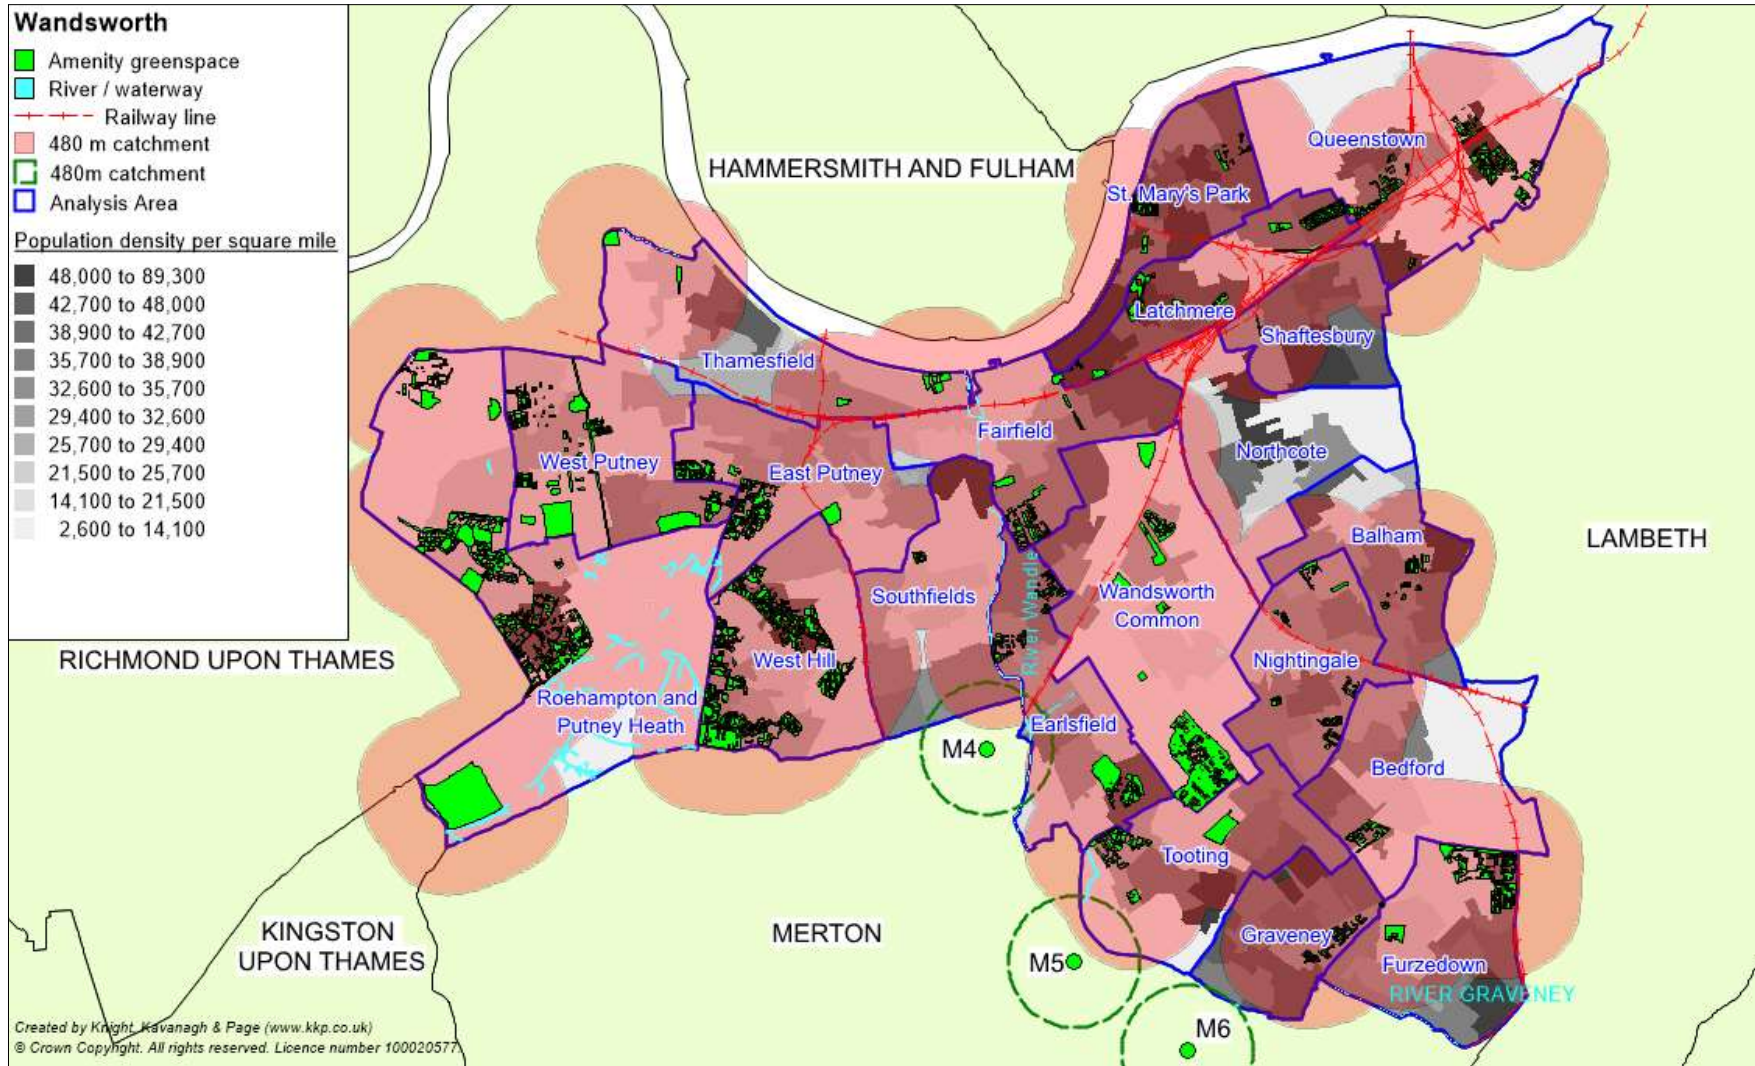 Wandsworth
Amenity greenspace
River / waterway
Railway line
480 m catchment
480m catchment
Analysis Area
Population density per square mile
48,000 to 89,300
42,700 to 48,000
38,900 to 42,700
35,700 to 38,900
32,600 to 35,700
29,400 to 32,600
25,700 to 29,400
21,500 to 25,700
14,100 to 21,500
2,600 to 14,100
HAMMERSMITH AND FULHAM
Queenstown
St. Mary's Park
Latchmere
Shaftesbury
Thamesfield
Fairfield
Northcote
West Putney
East Putney
Balham
LAMBETH
Southfields
Wandsworth
Common
River Wandle
RICHMOND UPON THAMES
West Hill
Nightingale
Roehampton and
Putney Heath
Earlsfield
M4
Bedford
Tooting
KINGSTON
UPON THAMES
MERTON
Graveney
M5
Furzedown
RIVER GRAVENEY
M6
Created by Knight, Kavanagh & Page (www.kkp.co.uk)
© Crown Copyright. All rights reserved. Licence number 100020577.